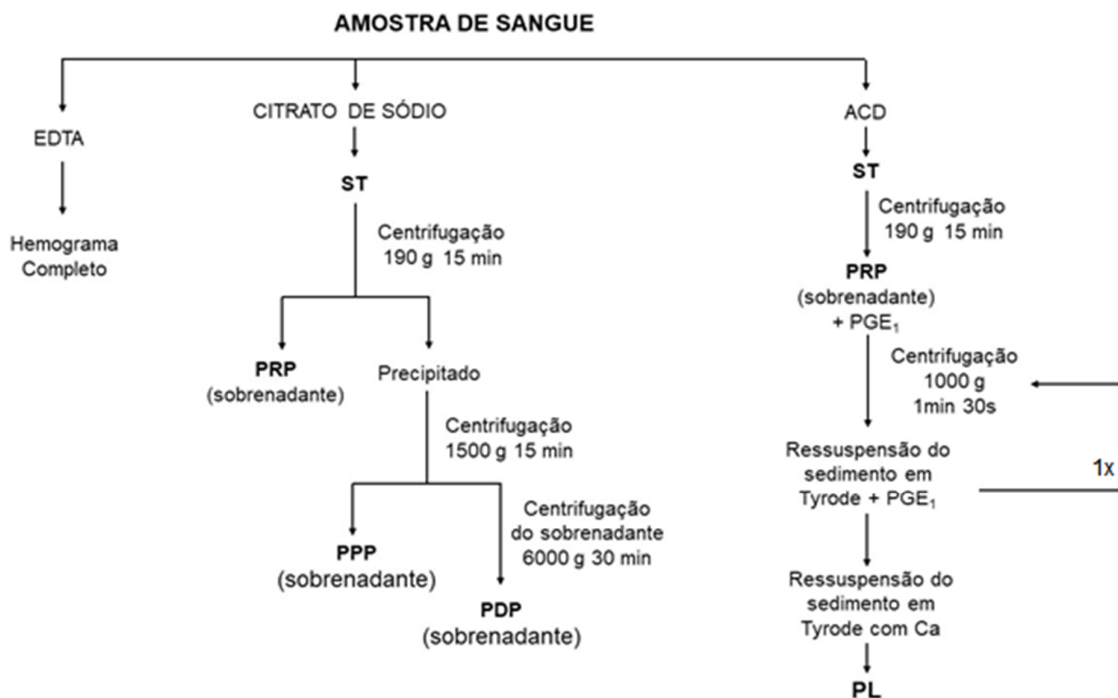 AMOSTRA DE SANGUE
EDTA
Hemograma
Completo
CITRATO DE SÓDIO
ST
Centrifugação
190 g 15 min
PRP
(sobrenadante)
Precipitado
Centrifugação
1500 g 15 min
PPP
(sobrenadante)
Centrifugação
do sobrenadante
6000 g 30 min
PDP
(sobrenadante)
ACD
ST
Centrifugação
190 g 15 min
PRP
(sobrenadante)
+ PGE₁
Centrifugação
1000 g
1min 30s
Ressuspensão do
sedimento em
Tyrode + PGE₁
1x
Ressuspensão do
sedimento em
Tyrode com Ca
PL